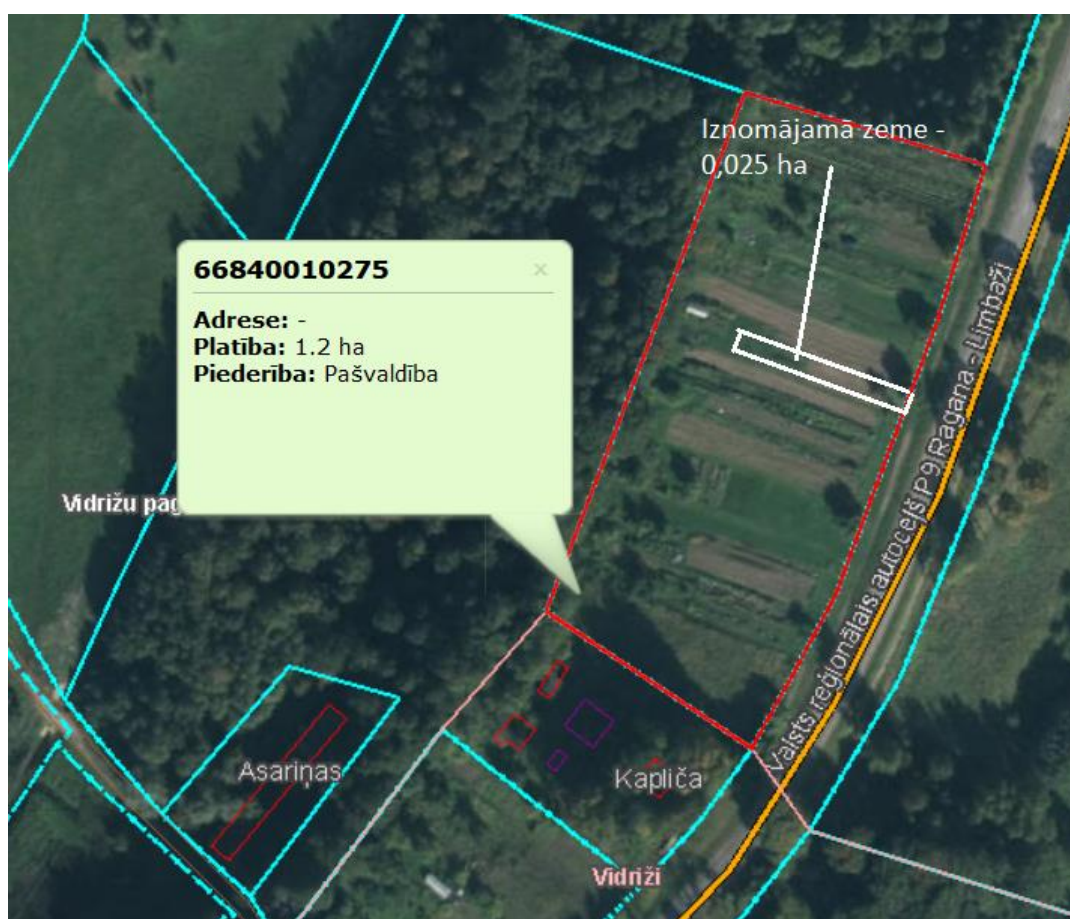 Iznomājamā zeme -
0,025 ha
66840010275
×
Adrese: -
Platība: 1.2 ha
Piederība: Pašvaldība
Vidrižu pag
Valsts reģionālais autoceļš P9 Ragana - Limbaži
Asariņas
Kapliča
Vidriži